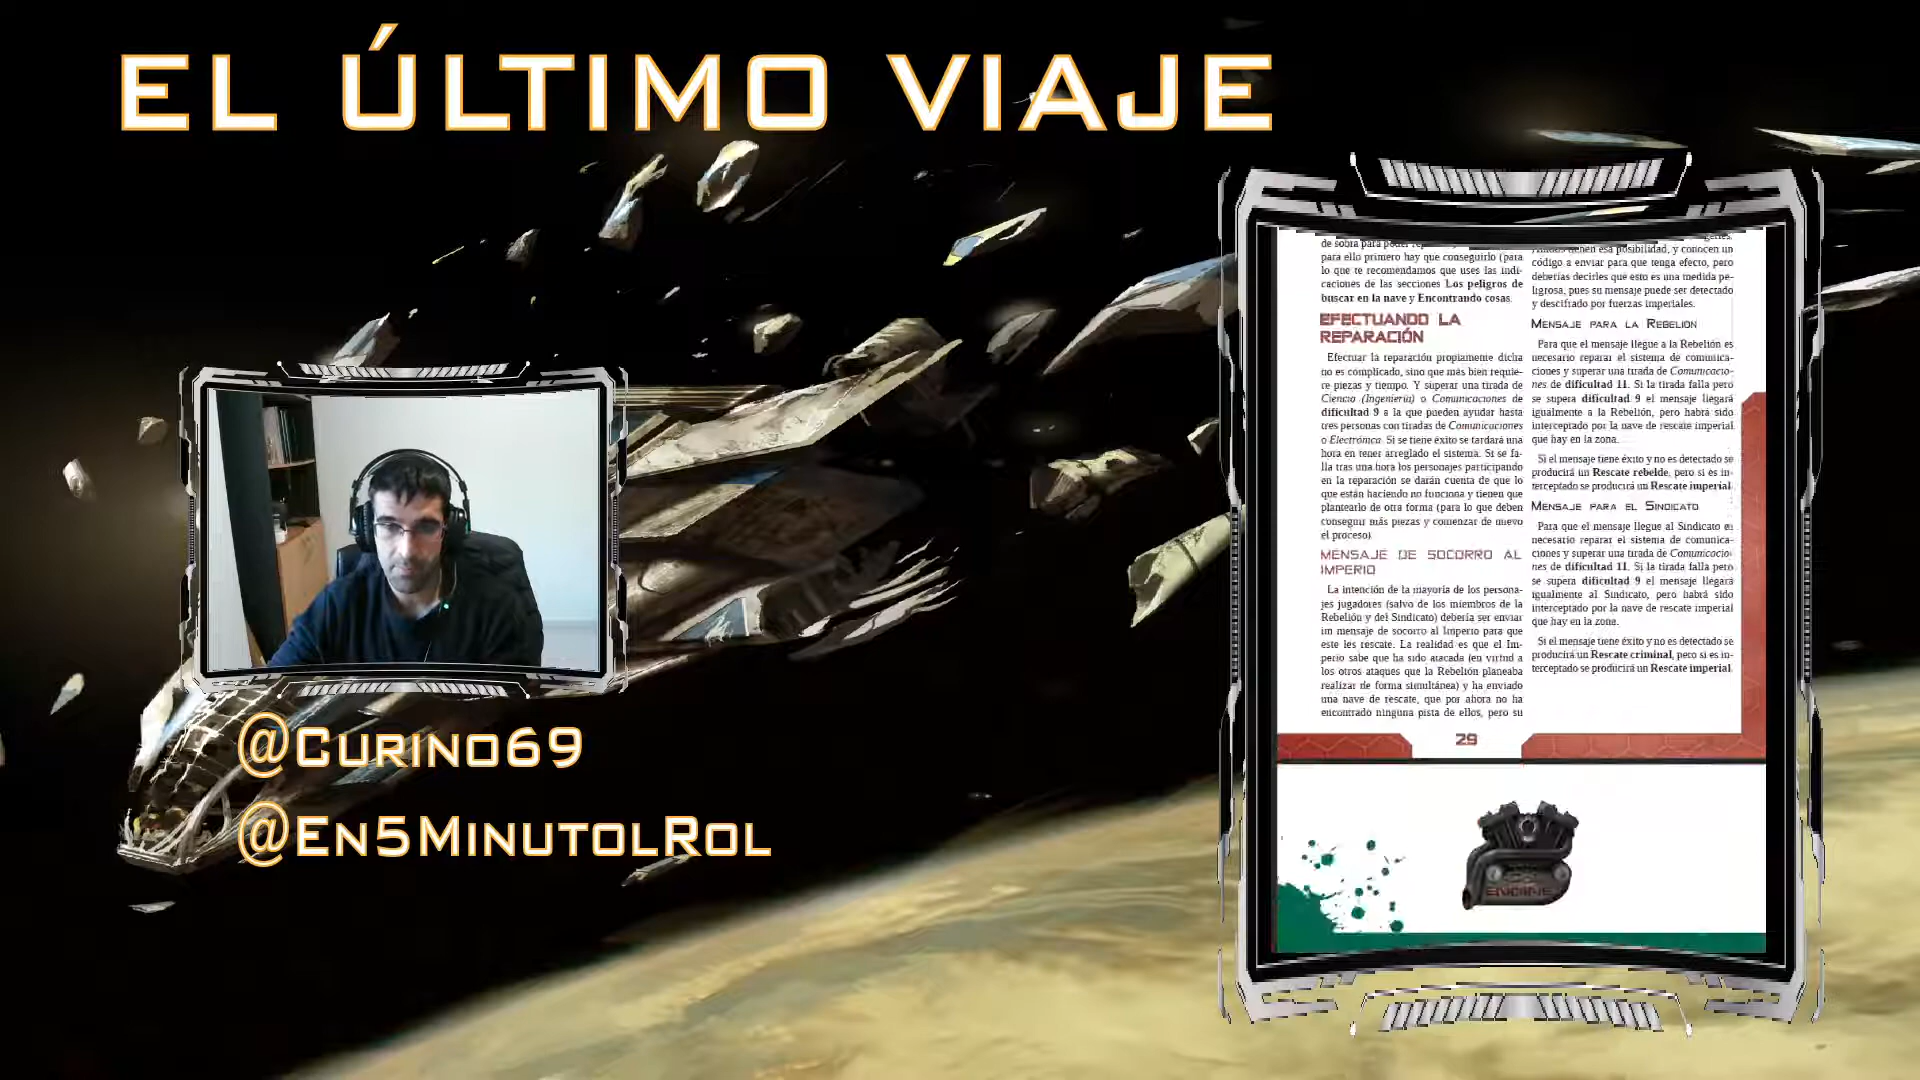 EL ÚLTIMO VIAJE
@Curino69
@En5MinutolRol
de sobra para poder
para ello primero hay que conseguirlo (para
lo que te recomendamos que uses las indi-
caciones de las secciones Los peligros de
buscar en la nave y Encontrando cosas.
EFECTUANDO LA
REPARACIÓN
Efectuar la reparación propiamente dicha
no es complicado, sino que más bien requie-
re piezas y tiempo. Y superar una tirada de
Ciencia (Ingeniería) o Comunicaciones de
dificultad 9 a la que pueden ayudar hasta
tres personas con tiradas de Comunicaciones
o Electrónica. Si se tiene éxito se tardará una
hora en tener arreglado el sistema. Si se fa-
lla tras una hora los personajes participando
en la reparación se darán cuenta de que lo
que están haciendo no funciona y tienen que
plantearlo de otra forma (para lo que deben
conseguir más piezas y comenzar de nuevo
el proceso).
MENSAJE DE SOCORRO AL
IMPERIO
La intención de la mayoría de los persona-
jes jugadores (salvo de los miembros de la
Rebelión y del Sindicato) debería ser enviar
un mensaje de socorro al Imperio para que
este les rescate. La realidad es que el Im-
perio sabe que ha sido atacada (en virtud a
los otros ataques que la Rebelión planeaba
realizar de forma simultánea) y ha enviado
una nave de rescate, que por ahora no ha
encontrado ninguna pista de ellos, pero su
tienen esa posibilidad, y conocen un
código a enviar para que tenga efecto, pero
deberías decirles que esto es una medida pe-
ligrosa, pues su mensaje puede ser detectado
y descifrado por fuerzas imperiales.
Mensaje para la Rebelión
Para que el mensaje llegue a la Rebelión es
necesario reparar el sistema de comunica-
ciones y superar una tirada de Comunicacio-
nes de dificultad 11. Si la tirada falla pero
se supera dificultad 9 el mensaje llegará
igualmente a la Rebelión, pero habrá sido
interceptado por la nave de rescate imperial
que hay en la zona.
Si el mensaje tiene éxito y no es detectado se
producirá un Rescate rebelde, pero si es in-
terceptado se producirá un Rescate imperial.
Mensaje para el Sindicato
Para que el mensaje llegue al Sindicato es
necesario reparar el sistema de comunica-
ciones y superar una tirada de Comunicacio-
nes de dificultad 11. Si la tirada falla pero
se supera dificultad 9 el mensaje llegará
igualmente al Sindicato, pero habrá sido
interceptado por la nave de rescate imperial
que hay en la zona.
Si el mensaje tiene éxito y no es detectado se
producirá un Rescate criminal, pero si es in-
terceptado se producirá un Rescate imperial.
29
ENGINE